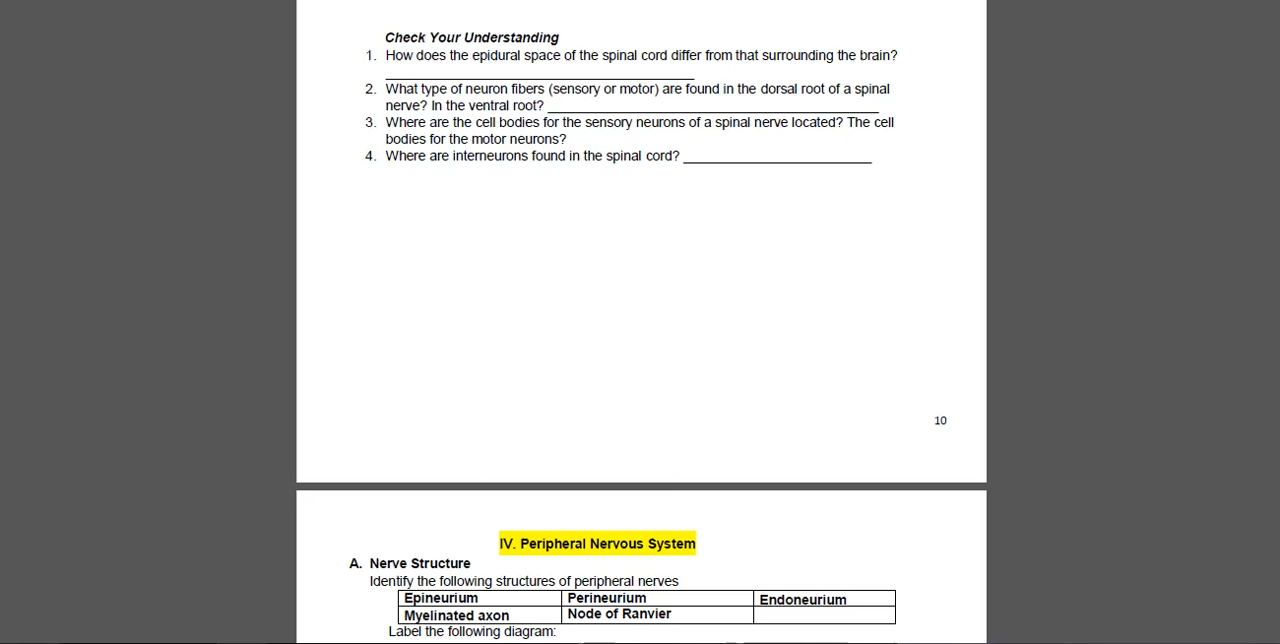 Check Your Understanding
1. How does the epidural space of the spinal cord differ from that surrounding the brain?
2. What type of neuron fibers (sensory or motor) are found in the dorsal root of a spinal
nerve? In the ventral root?
3. Where are the cell bodies for the sensory neurons of a spinal nerve located? The cell
bodies for the motor neurons?
4. Where are interneurons found in the spinal cord?
10
IV. Peripheral Nervous System
A. Nerve Structure
Identify the following structures of peripheral nerves
Epineurium Perineurium Endoneurium
Myelinated axon Node of Ranvier
Label the following diagram: